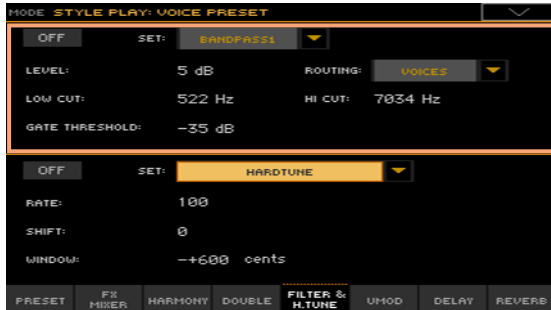 MODE STYLE PLAY: VOICE PRESET
OFF SET: BANDPASS1
LEVEL: 5 dB ROUTING: VOICES
LOW CUT: 522 Hz HI CUT: 7034 Hz
GATE THRESHOLD: -35 dB
OFF SET: HARDTUNE
RATE: 100
SHIFT: 0
WINDOW: -+600 cents
PRESET FX MIXER HARMONY DOUBLE FILTER & H.TUNE UMOD DELAY REVERB